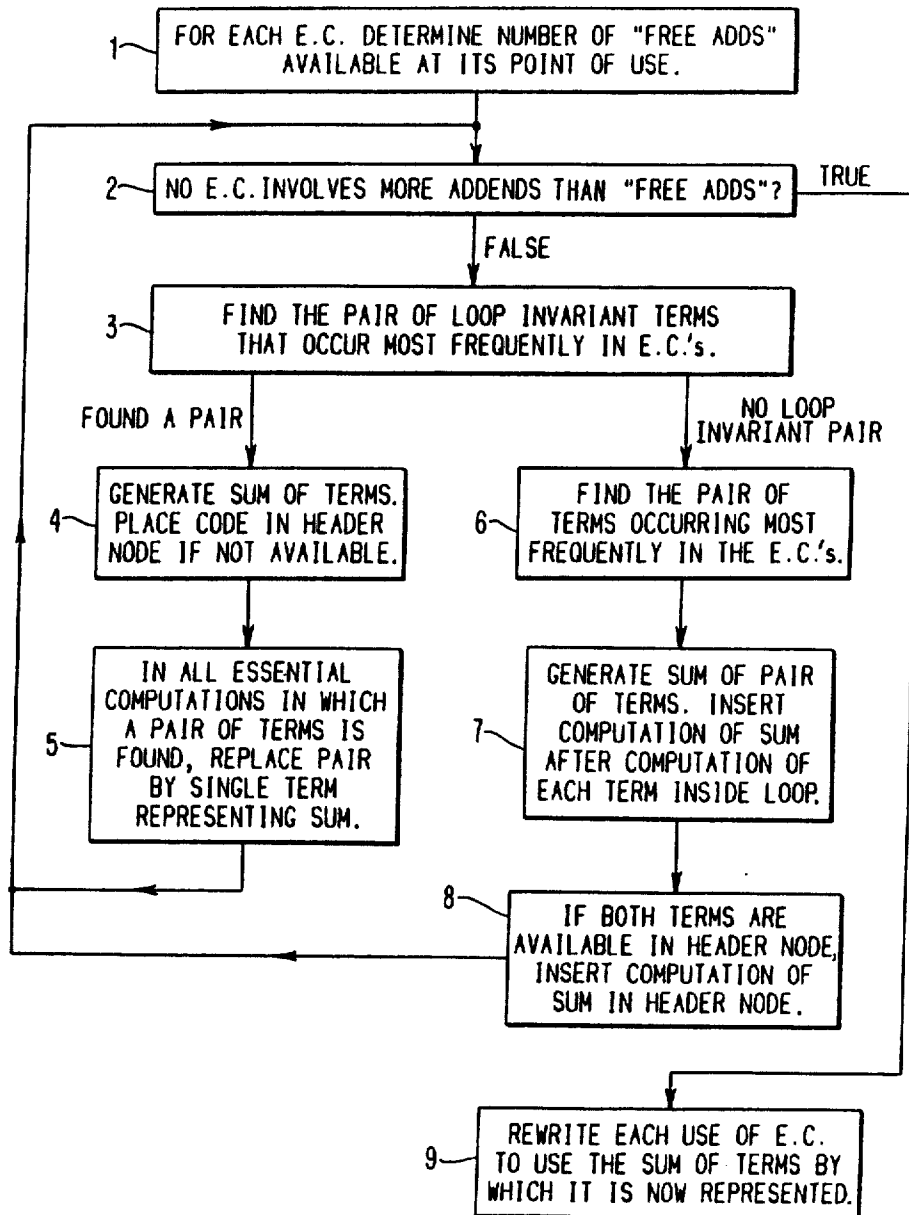 1
FOR EACH E.C. DETERMINE NUMBER OF "FREE ADDS"
AVAILABLE AT ITS POINT OF USE.
2
NO E.C. INVOLVES MORE ADDENDS THAN "FREE ADDS"?
TRUE
FALSE
3
FIND THE PAIR OF LOOP INVARIANT TERMS
THAT OCCUR MOST FREQUENTLY IN E.C.'s.
FOUND A PAIR
NO LOOP
INVARIANT PAIR
4
GENERATE SUM OF TERMS.
PLACE CODE IN HEADER
NODE IF NOT AVAILABLE.
6
FIND THE PAIR OF
TERMS OCCURRING MOST
FREQUENTLY IN THE E.C.'s.
5
IN ALL ESSENTIAL
COMPUTATIONS IN WHICH
A PAIR OF TERMS IS
FOUND, REPLACE PAIR
BY SINGLE TERM
REPRESENTING SUM.
7
GENERATE SUM OF PAIR
OF TERMS. INSERT
COMPUTATION OF SUM
AFTER COMPUTATION OF
EACH TERM INSIDE LOOP.
8
IF BOTH TERMS ARE
AVAILABLE IN HEADER NODE,
INSERT COMPUTATION OF
SUM IN HEADER NODE.
9
REWRITE EACH USE OF E.C.
TO USE THE SUM OF TERMS BY
WHICH IT IS NOW REPRESENTED.